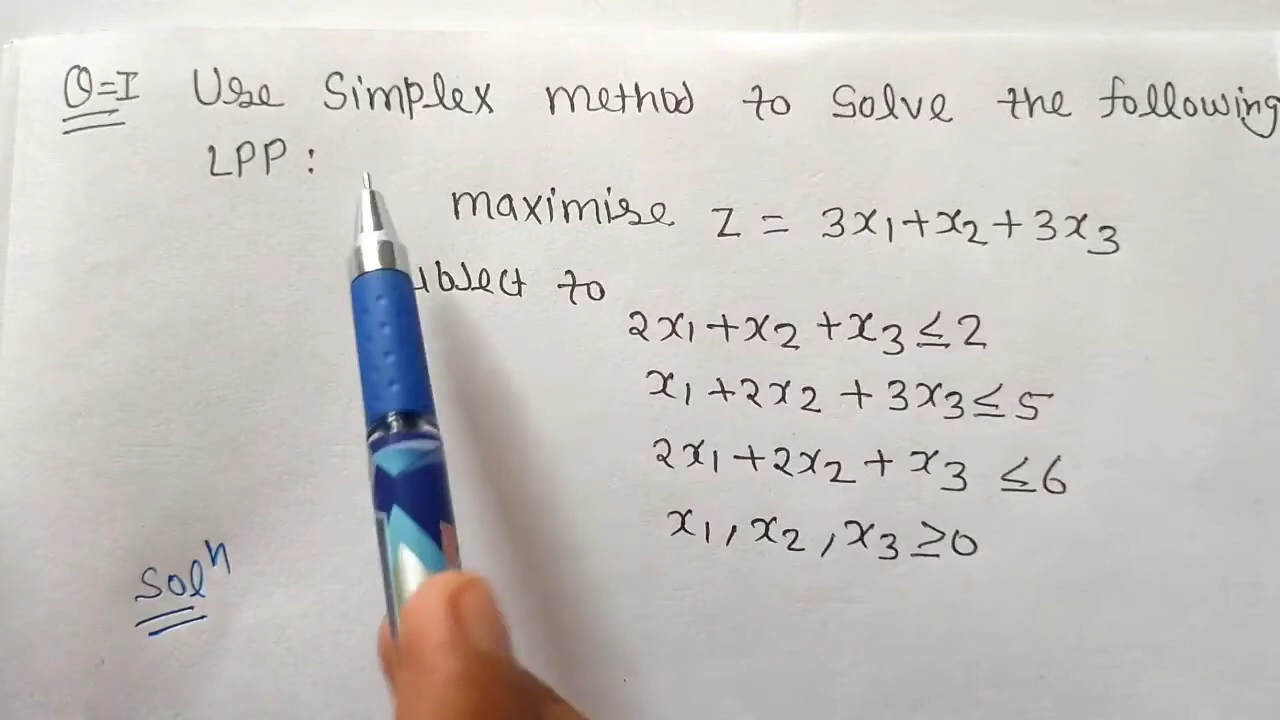 Q=I Use Simplex method to solve the following
LPP:
maximise Z = 3x₁+x₂+3x₃
ubject to
2x₁+x₂+x₃≤2
x₁+2x₂+3x₃≤5
2x₁+2x₂+x₃≤6
x₁,x₂,x₃≥0
Solⁿ